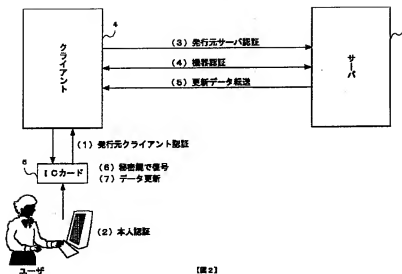 4
クライアント
(3) 発行元サーバ認証
(4) 機器認証
(5) 更新データ転送
サーバ
(1) 発行元クライアント認証
6
ICカード
(6) 秘密鍵で復号
(7) データ更新
(2) 本人認証
ユーザ
【図2】